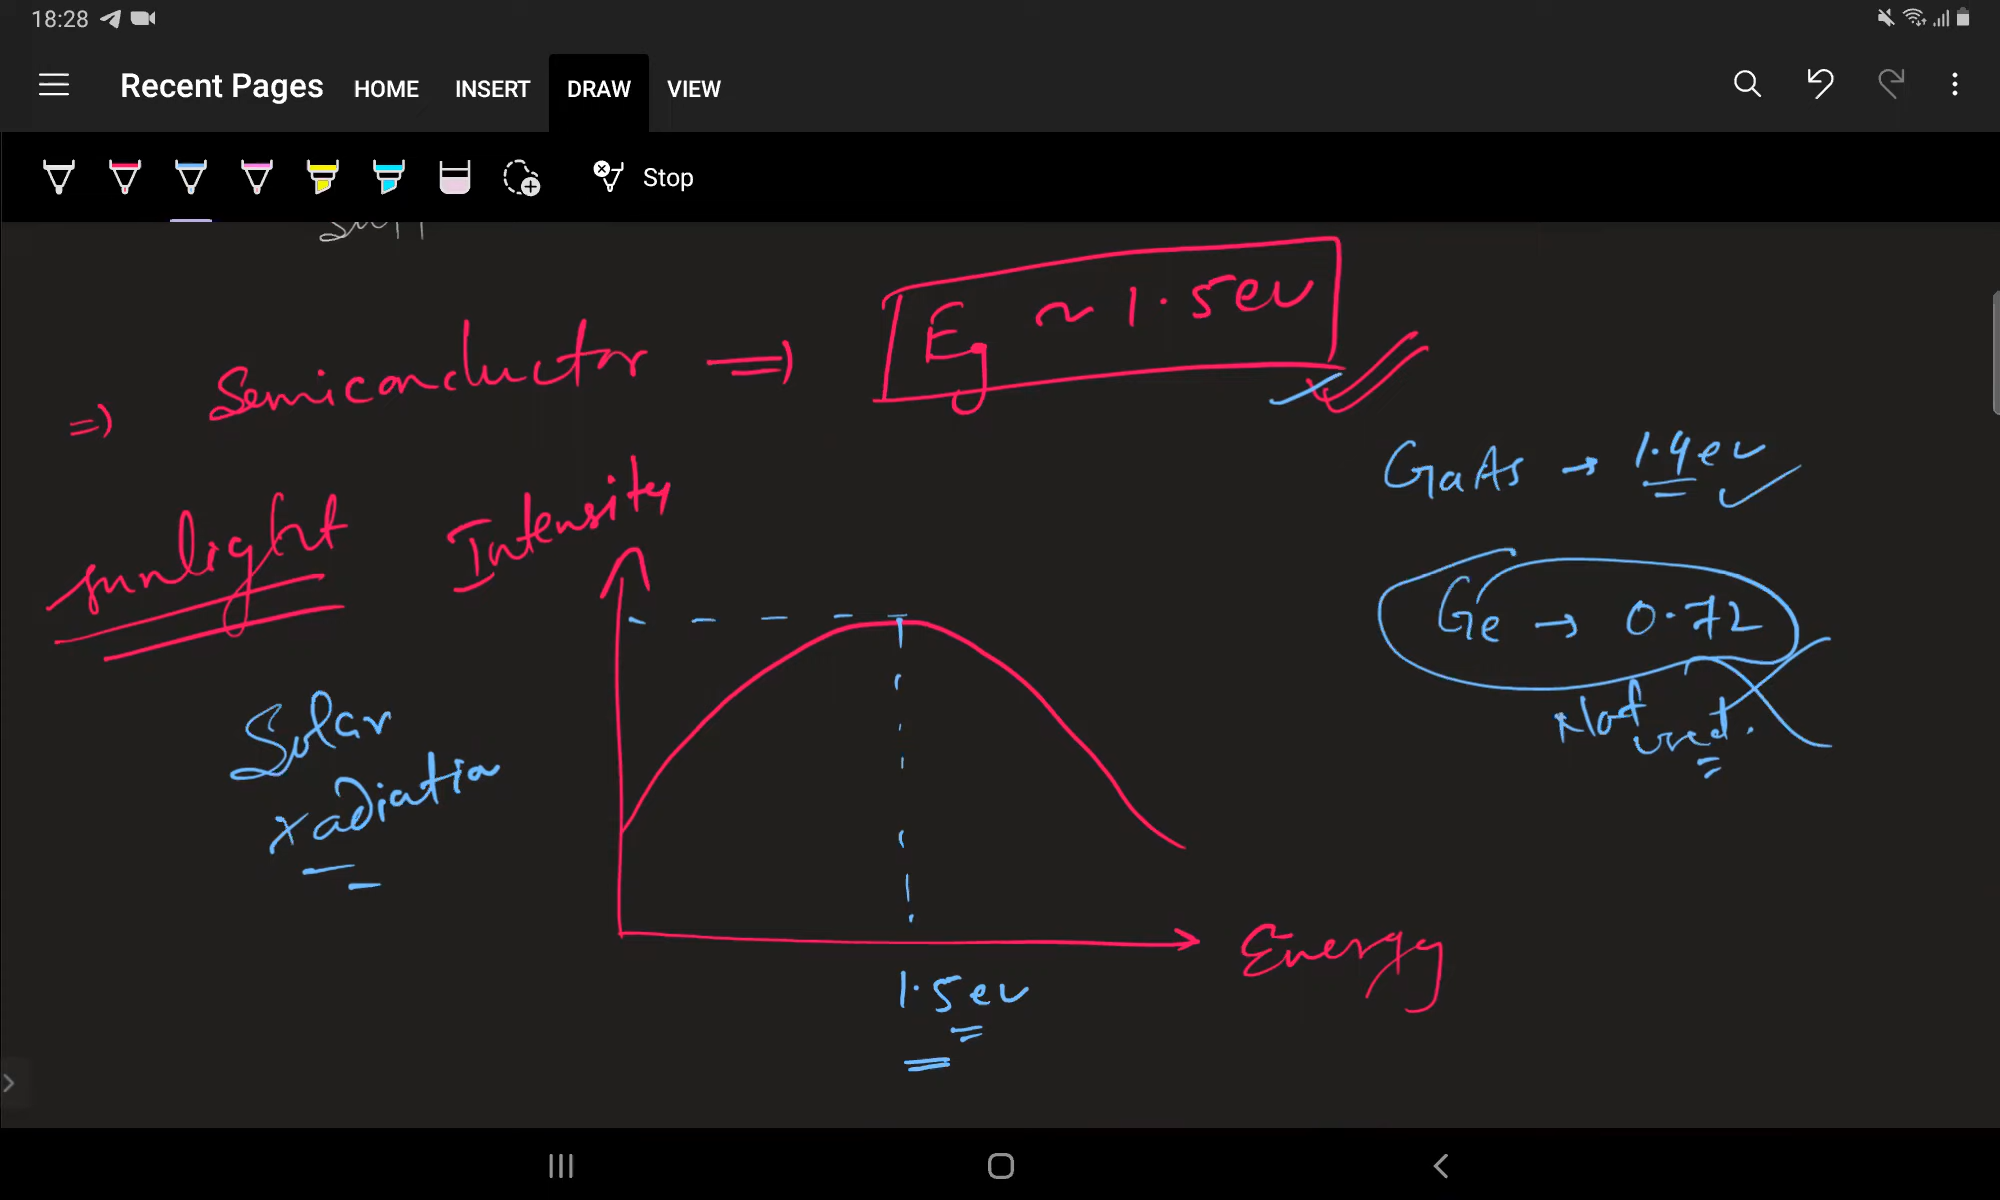 18:28
Recent Pages HOME INSERT DRAW VIEW
Stop
=> Semiconductor => Eg ~ 1.5ev
GaAs → 1.4ev
Sunlight
Intensity
Ge → 0.72
Not used.
Solar
radiation
Energy
1.5ev